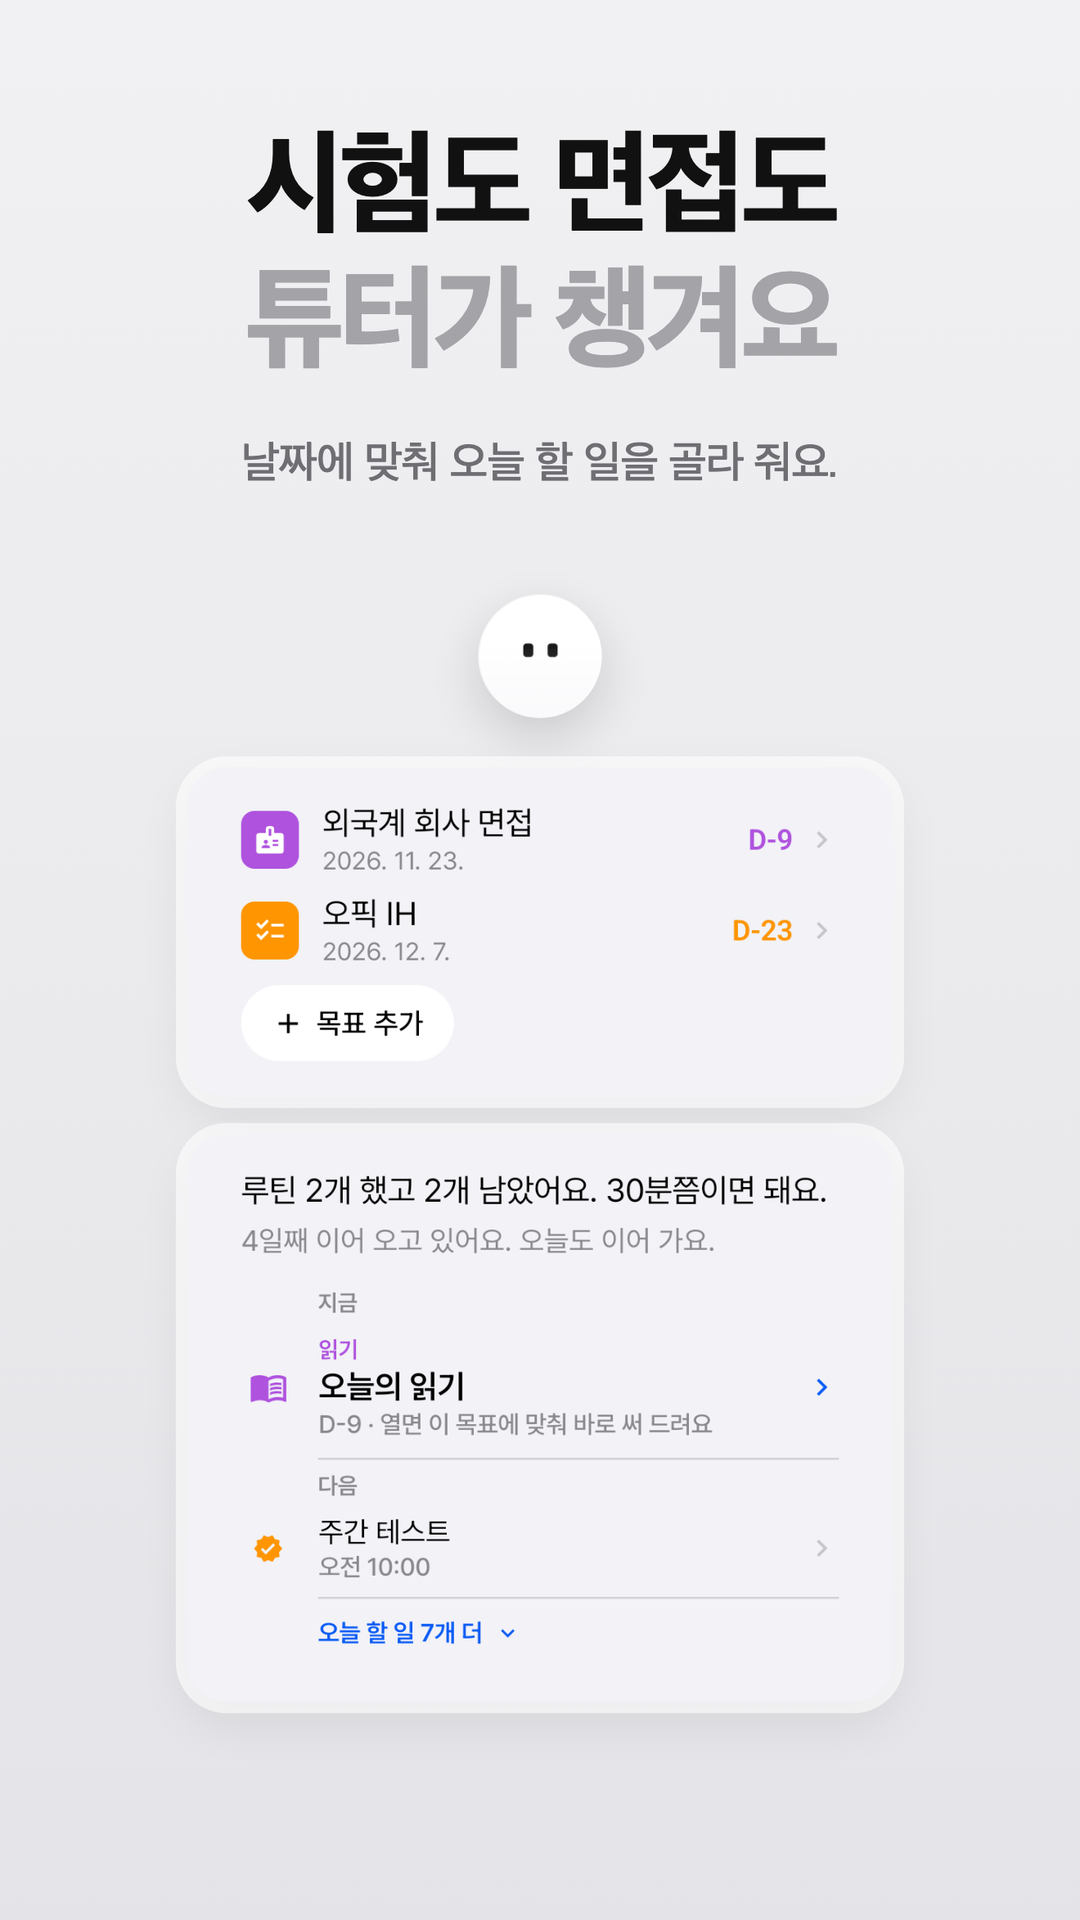 시험도 면접도
튜터가 챙겨요
날짜에 맞춰 오늘 할 일을 골라 줘요.
외국계 회사 면접
2026. 11. 23.
D-9
오픽 IH
2026. 12. 7.
D-23
+ 목표 추가
루틴 2개 했고 2개 남았어요. 30분쯤이면 돼요.
4일째 이어 오고 있어요. 오늘도 이어 가요.
지금
읽기
오늘의 읽기
D-9 · 열면 이 목표에 맞춰 바로 써 드려요
다음
주간 테스트
오전 10:00
오늘 할 일 7개 더